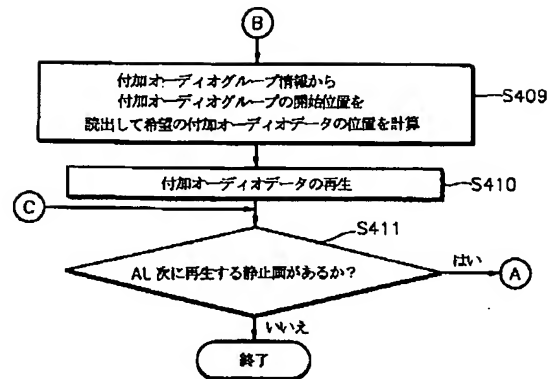 B
付加オーディオグループ情報から
付加オーディオグループの開始位置を
読出して希望の付加オーディオデータの位置を計算
S409
付加オーディオデータの再生
S410
C
S411
AL 次に再生する静止画があるか？
はい
A
いいえ
終了